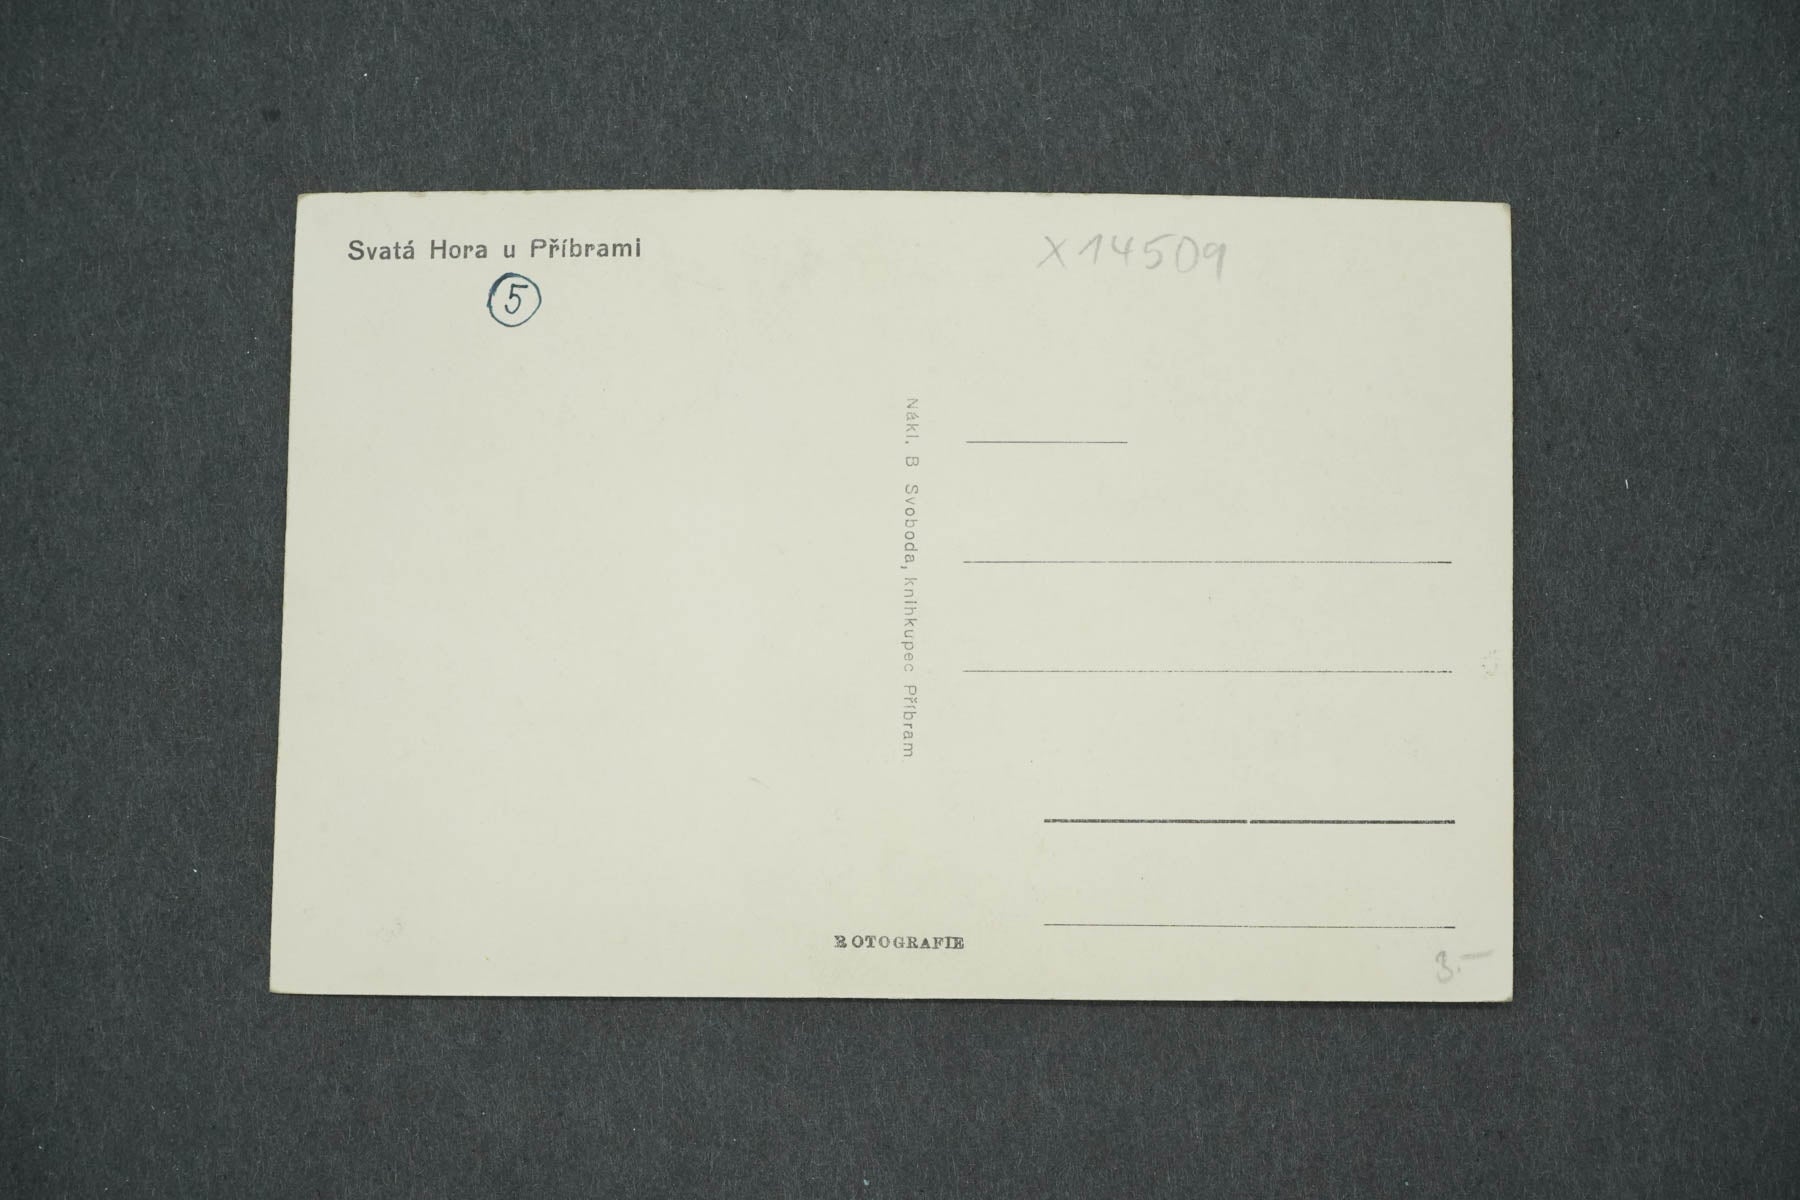 Svatá Hora u Příbrami
5
X14509
Nákl. B Svoboda, knihkupec Příbram
ROTOGRAFIE
3.-